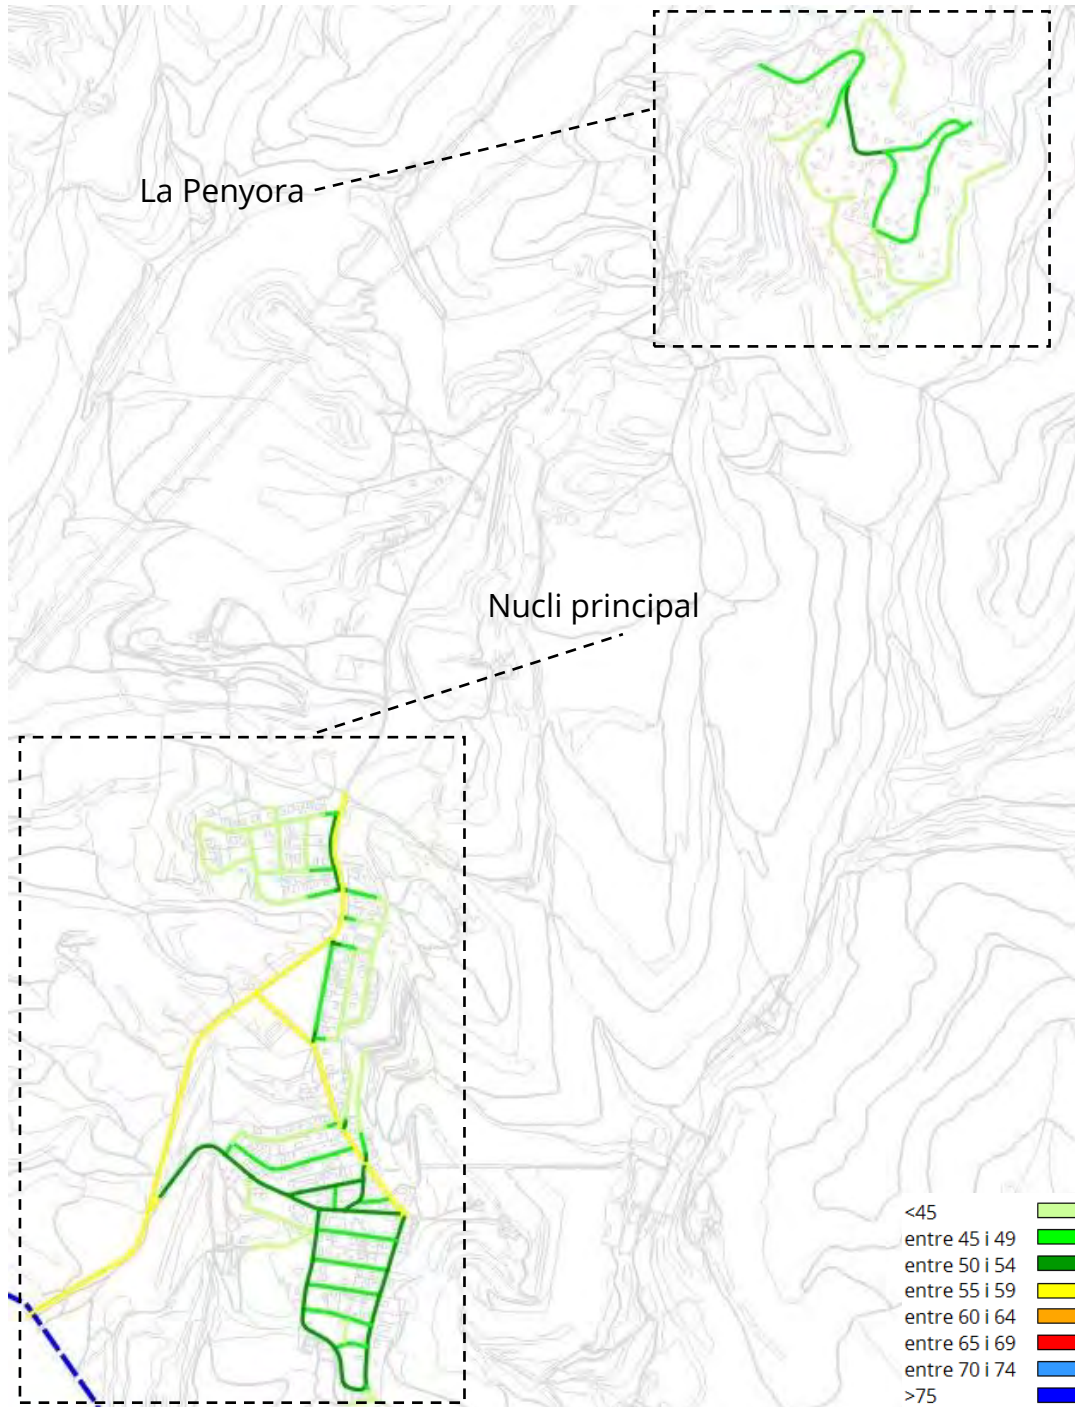 La Penyora
Nucli principal
<45
entre 45 i 49
entre 50 i 54
entre 55 i 59
entre 60 i 64
entre 65 i 69
entre 70 i 74
>75